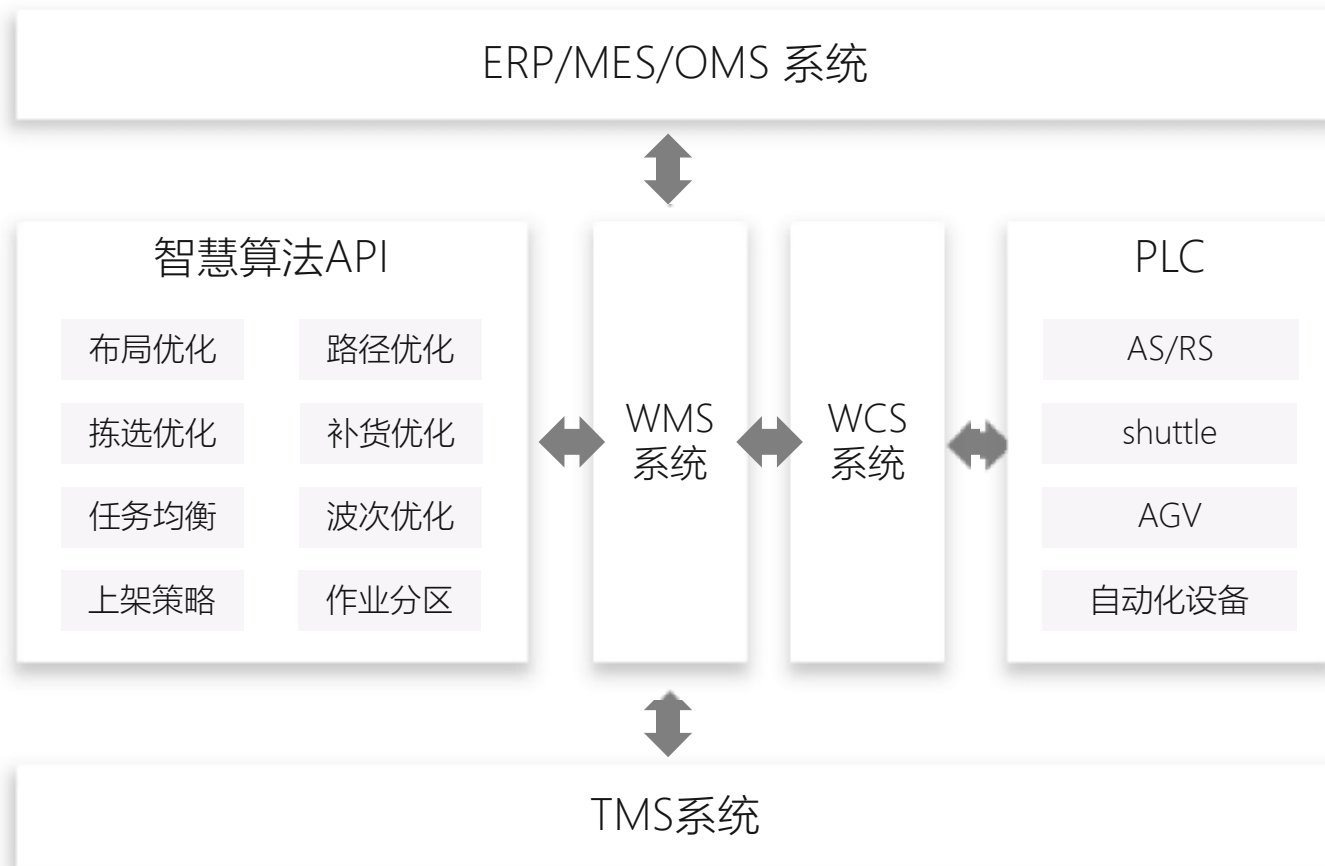 ERP/MES/OMS 系统
智慧算法API
布局优化
路径优化
拣选优化
补货优化
任务均衡
波次优化
上架策略
作业分区
WMS
系统
WCS
系统
PLC
AS/RS
shuttle
AGV
自动化设备
TMS系统